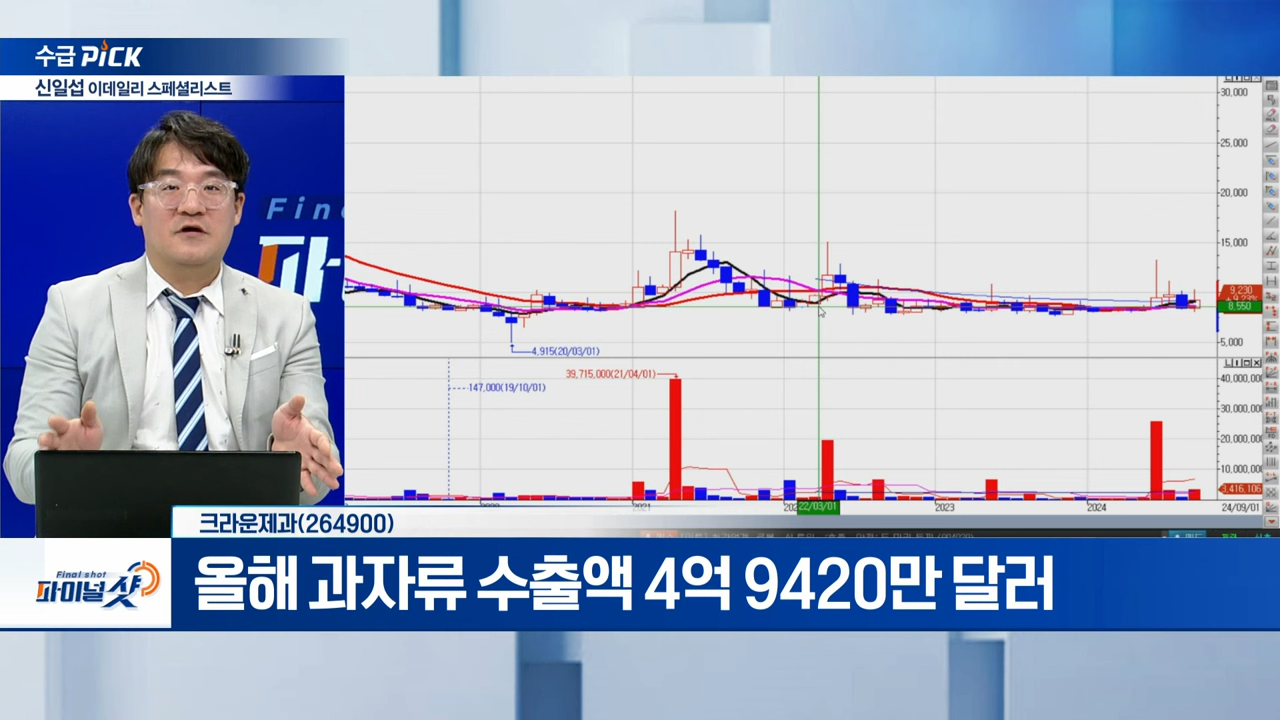 수급 PiCK
신일섭 이데일리 스페셜리스트
Fin
파
30,000
25,000
20,000
15,000
9,230
8,550
5,000
4,915(20/03/01)
39,715,000(21/04/01)
147,000(19/10/01)
40,000,000
30,000,000
20,000,000
10,000,000
3,416,106
2021
22/03/01
2023
2024
24/09/01
크라운제과(264900)
Final shot
파이널샷
올해 과자류 수출액 4억 9420만 달러